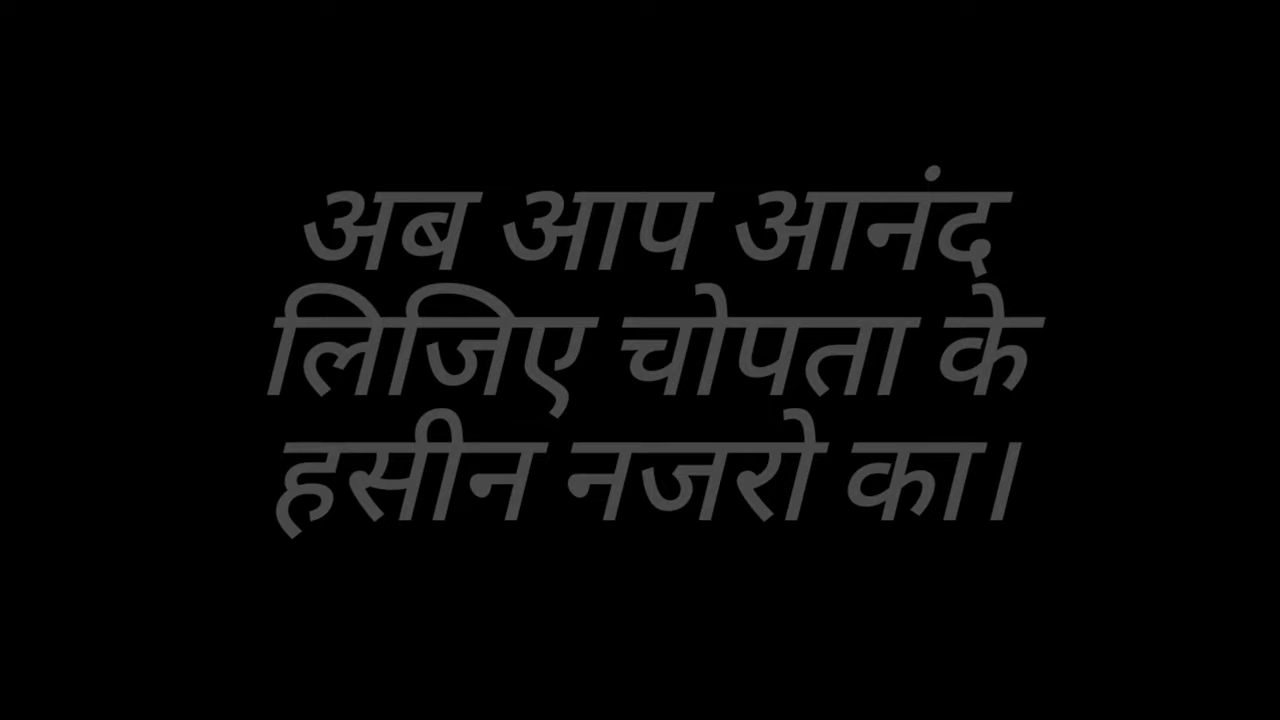 अब आप आनंद
लिजिए चोपता के
हसीन नजरो का।